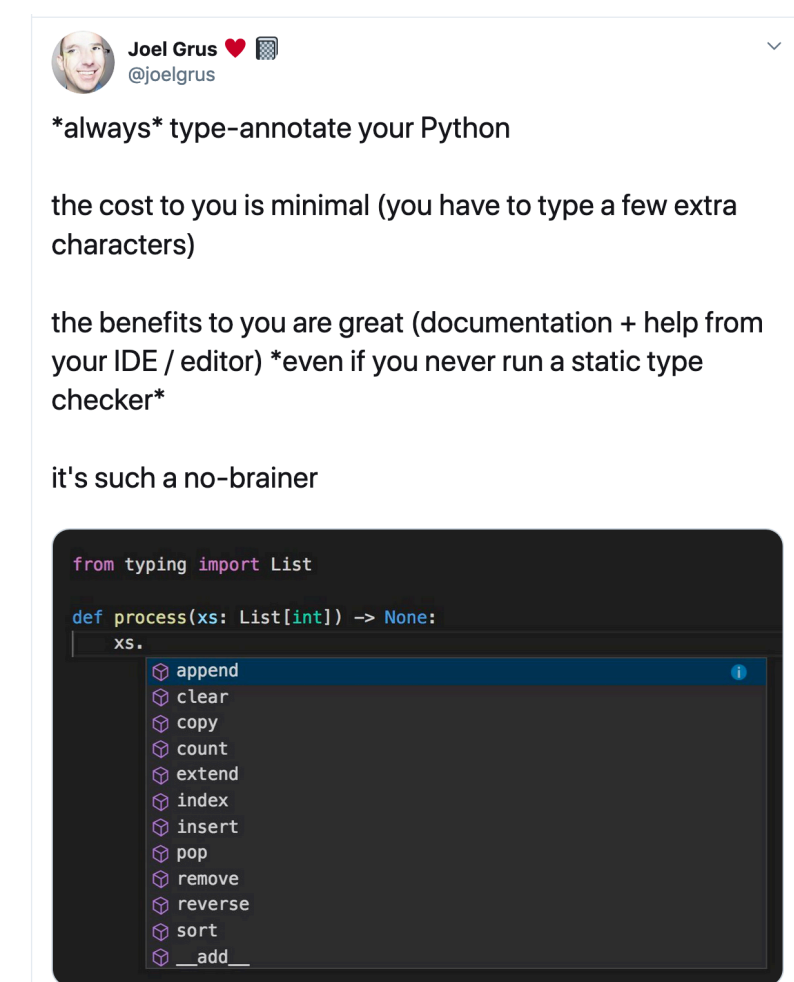 Joel Grus ❤️ 📓
@joelgrus
*always* type-annotate your Python
the cost to you is minimal (you have to type a few extra
characters)
the benefits to you are great (documentation + help from
your IDE / editor) *even if you never run a static type
checker*
it's such a no-brainer
from typing import List
def process(xs: List[int]) -> None:
xs.
append
clear
copy
count
extend
index
insert
pop
remove
reverse
sort
__add__